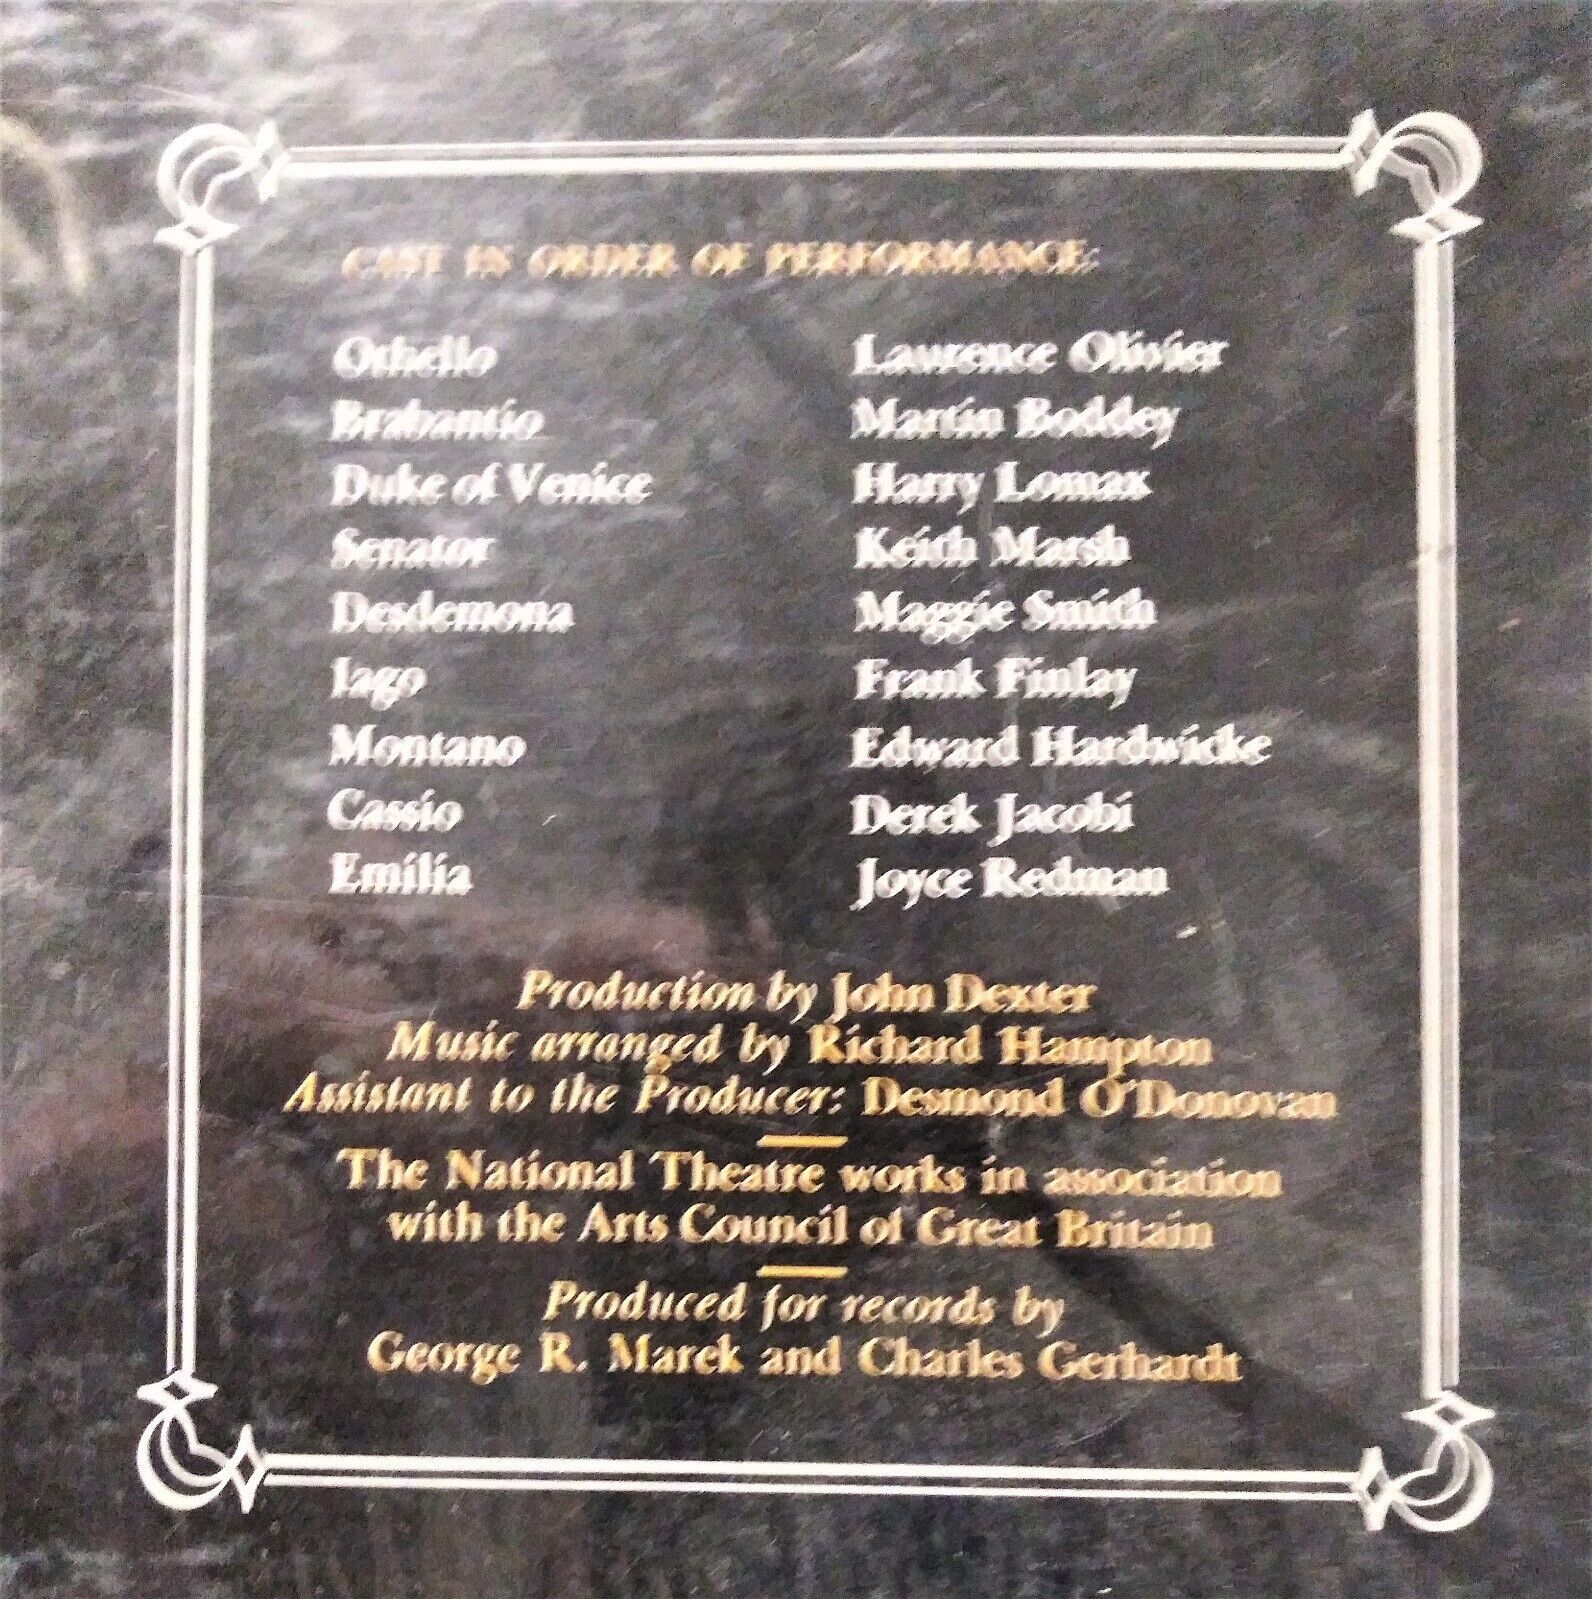 CAST IN ORDER OF PERFORMANCE:
Othello Laurence Olivier
Brabantio Martin Boddey
Duke of Venice Harry Lomax
Senator Keith Marsh
Desdemona Maggie Smith
Iago Frank Finlay
Montano Edward Hardwicke
Cassio Derek Jacobi
Emilia Joyce Redman
Production by John Dexter
Music arranged by Richard Hampton
Assistant to the Producer: Desmond O'Donovan
The National Theatre works in association
with the Arts Council of Great Britain
Produced for records by
George R. Marek and Charles Gerhardt